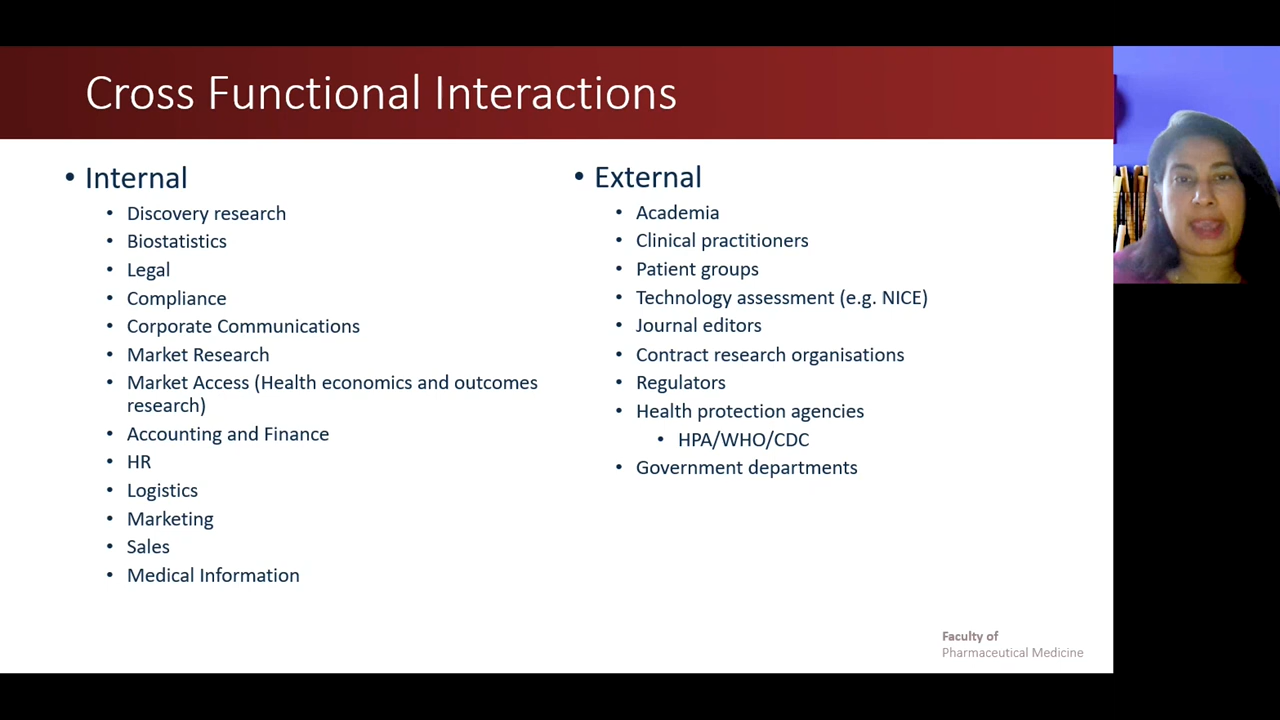 Cross Functional Interactions
• Internal
• Discovery research
• Biostatistics
• Legal
• Compliance
• Corporate Communications
• Market Research
• Market Access (Health economics and outcomes
research)
• Accounting and Finance
• HR
• Logistics
• Marketing
• Sales
• Medical Information
• External
• Academia
• Clinical practitioners
• Patient groups
• Technology assessment (e.g. NICE)
• Journal editors
• Contract research organisations
• Regulators
• Health protection agencies
• HPA/WHO/CDC
• Government departments
Faculty of
Pharmaceutical Medicine